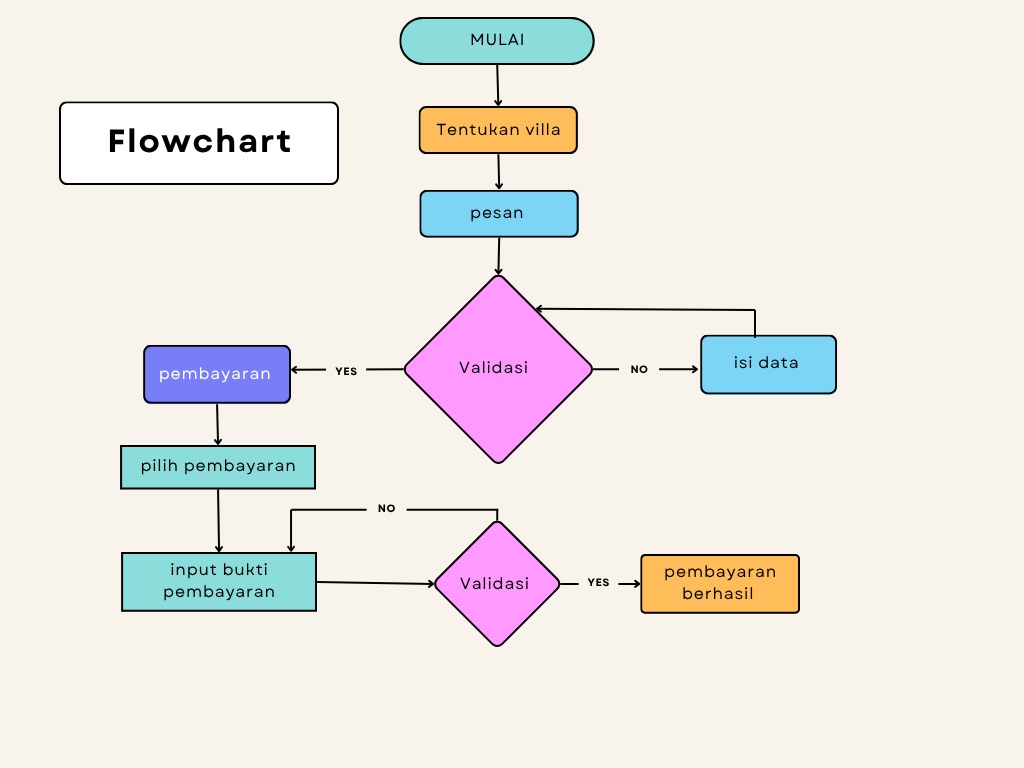 MULAI
Flowchart
Tentukan villa
pesan
Validasi
YES
NO
pembayaran
isi data
pilih pembayaran
NO
input bukti
pembayaran
Validasi
YES
pembayaran
berhasil